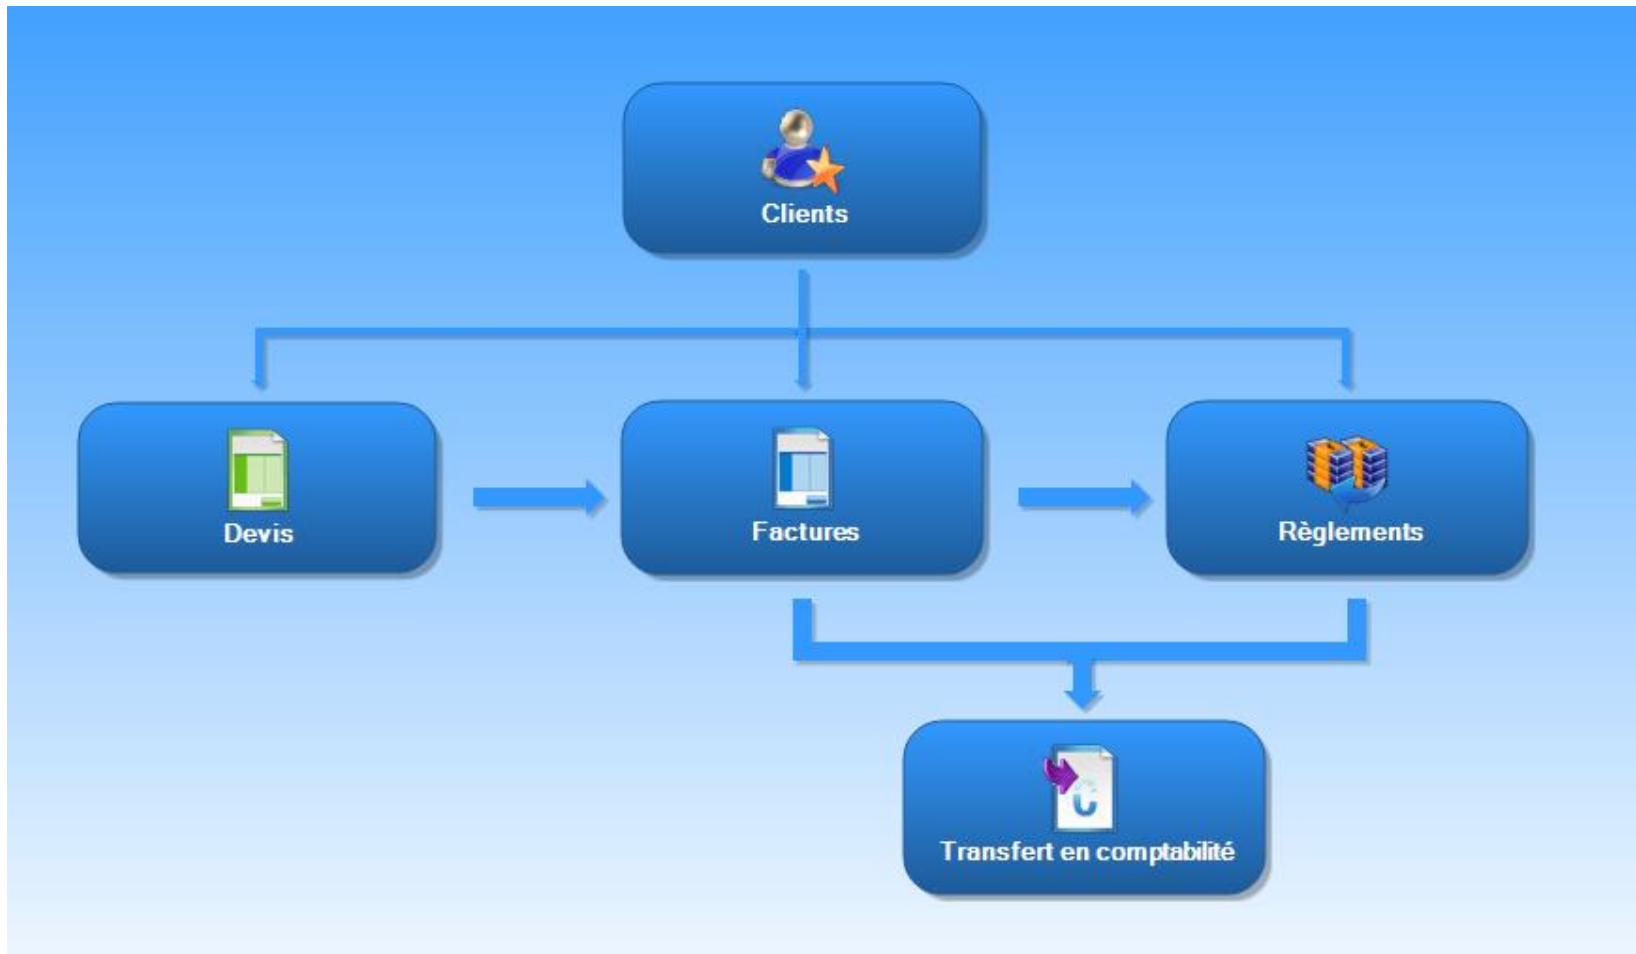 Clients
Devis
Factures
Règlements
Transfert en comptabilité